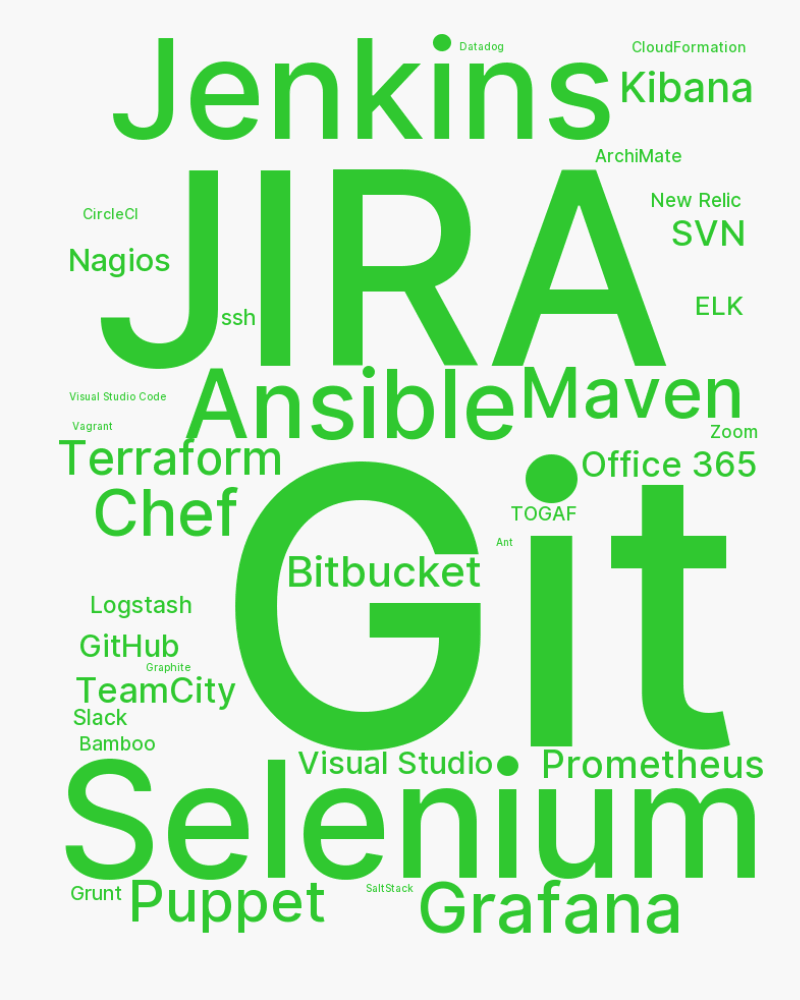 Jenkins
Datadog
CloudFormation
Kibana
ArchiMate
JIRA
New Relic
CircleCI
SVN
Nagios
ELK
ssh
Ansible
Maven
Visual Studio Code
Vagrant
Zoom
Terraform
Office 365
Chef
TOGAF
Git
Ant
Bitbucket
Logstash
GitHub
Graphite
TeamCity
Slack
Bamboo
Visual Studio
Prometheus
Selenium
Grunt
Puppet
SaltStack
Grafana